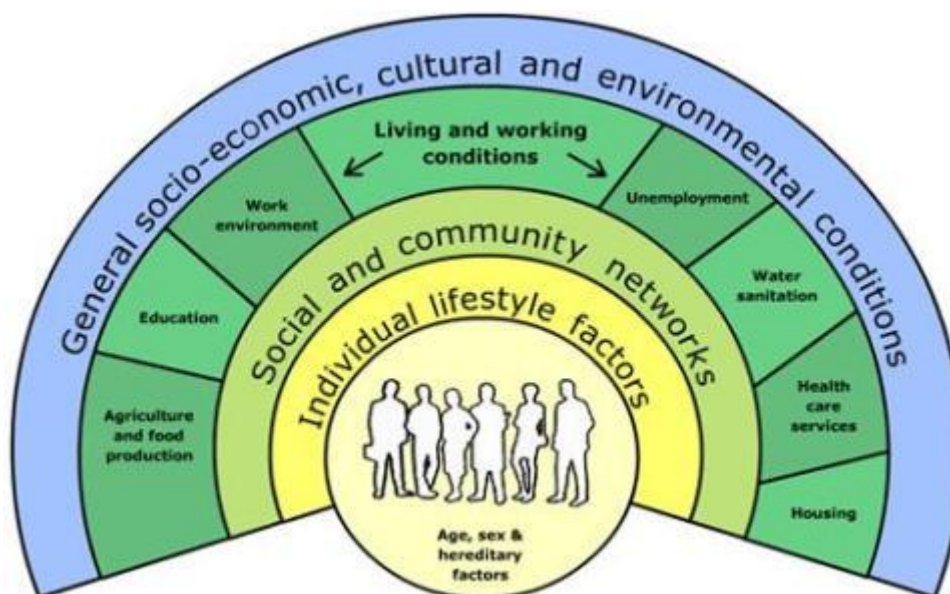 General socio-economic, cultural and environmental conditions
Living and working
conditions
Work
environment
Unemployment
Education
Water
sanitation
Agriculture
and food
production
Health
care
services
Housing
Social and community networks
Individual lifestyle factors
Age, sex &
hereditary
factors